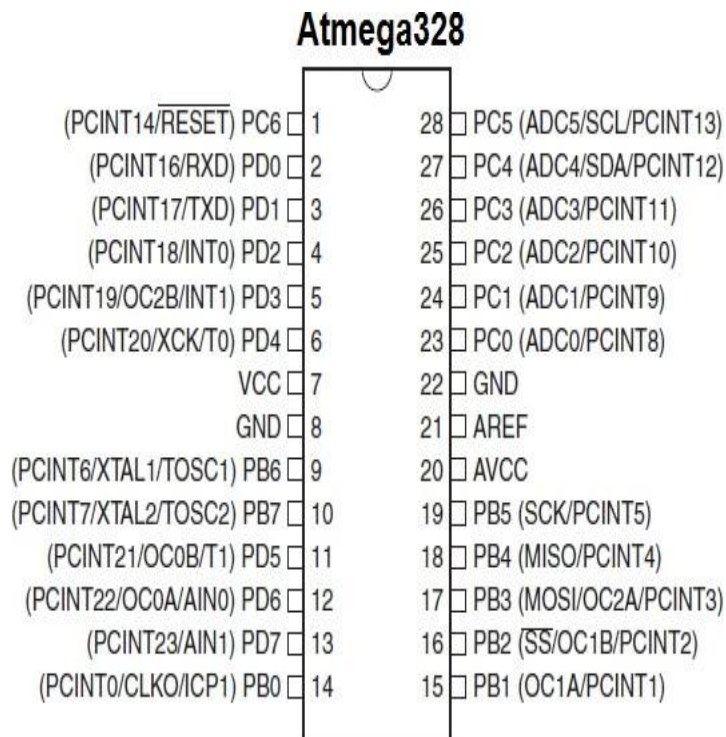 Atmega328
(PCINT14/RESET) PC6 1 28 PC5 (ADC5/SCL/PCINT13)
(PCINT16/RXD) PD0 2 27 PC4 (ADC4/SDA/PCINT12)
(PCINT17/TXD) PD1 3 26 PC3 (ADC3/PCINT11)
(PCINT18/INT0) PD2 4 25 PC2 (ADC2/PCINT10)
(PCINT19/OC2B/INT1) PD3 5 24 PC1 (ADC1/PCINT9)
(PCINT20/XCK/T0) PD4 6 23 PC0 (ADC0/PCINT8)
VCC 7 22 GND
GND 8 21 AREF
(PCINT6/XTAL1/TOSC1) PB6 9 20 AVCC
(PCINT7/XTAL2/TOSC2) PB7 10 19 PB5 (SCK/PCINT5)
(PCINT21/OC0B/T1) PD5 11 18 PB4 (MISO/PCINT4)
(PCINT22/OC0A/AIN0) PD6 12 17 PB3 (MOSI/OC2A/PCINT3)
(PCINT23/AIN1) PD7 13 16 PB2 (SS/OC1B/PCINT2)
(PCINT0/CLKO/ICP1) PB0 14 15 PB1 (OC1A/PCINT1)